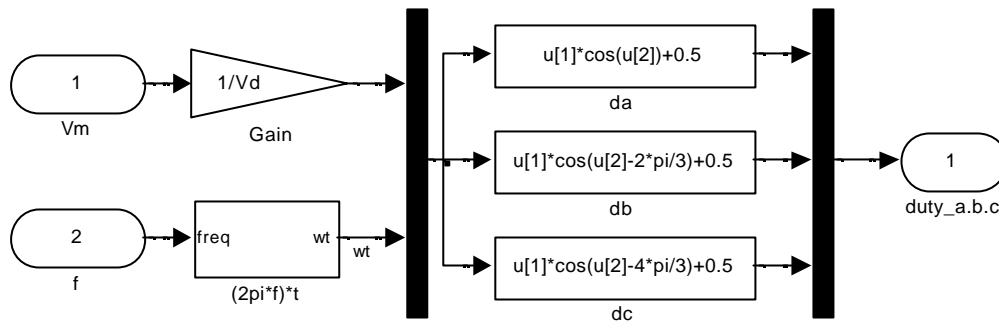 1
Vm
1/Vd
Gain
2
f
freq
wt
(2pi*f)*t
wt
u[1]*cos(u[2])+0.5
da
u[1]*cos(u[2]-2*pi/3)+0.5
db
u[1]*cos(u[2]-4*pi/3)+0.5
dc
1
duty_a.b.c